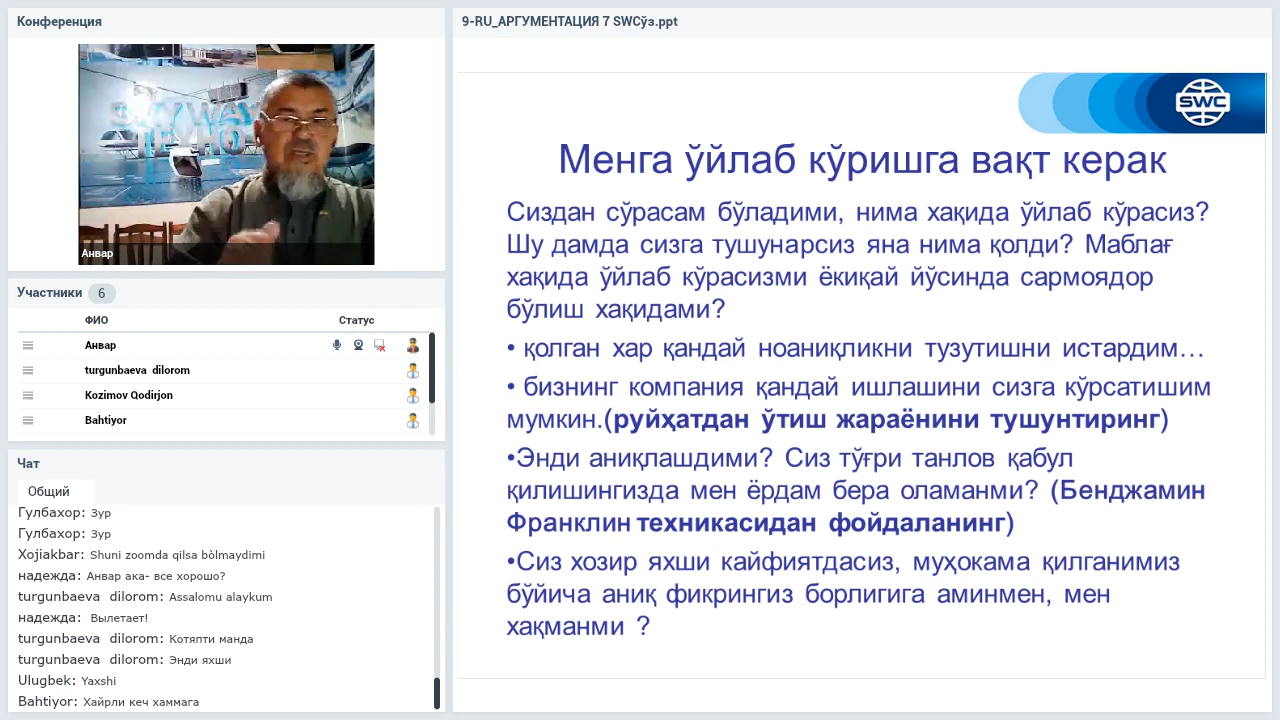 Конференция
SKYWAY
Анвар
Участники 6
ФИО Статус
Анвар
turgunbaeva dilorom
Kozimov Qodirjon
Bahtiyor
Чат
Общий
Гулбахор: Зур
Гулбахор: Зур
Xojiakbar: Shuni zoomda qilsa bòlmaydimi
надежда: Анвар ака- все хорошо?
turgunbaeva dilorom: Assalomu alaykum
надежда: Вылетает!
turgunbaeva dilorom: Котяпти манда
turgunbaeva dilorom: Энди яхши
Ulugbek: Yaxshi
Bahtiyor: Хайрли кеч хаммага
9-RU_АРГУМЕНТАЦИЯ 7 SWCўз.ppt
SWC
Менга ўйлаб кўришга вақт керак
Сиздан сўрасам бўладими, нима хақида ўйлаб кўрасиз?
Шу дамда сизга тушунарсиз яна нима қолди? Маблағ
хақида ўйлаб кўрасизми ёкиқай йўсинда сармоядор
бўлиш хақидами?
• қолган хар қандай ноаниқликни тузутишни истардим…
• бизнинг компания қандай ишлашини сизга кўрсатишим
мумкин.(руйҳатдан ўтиш жараёнини тушунтиринг)
•Энди аниқлашдими? Сиз тўғри танлов қабул
қилишингизда мен ёрдам бера оламанми? (Бенджамин
Франклин техникасидан фойдаланинг)
•Сиз хозир яхши кайфиятдасиз, муҳокама қилганимиз
бўйича аниқ фикрингиз борлигига аминмен, мен
хақманми ?